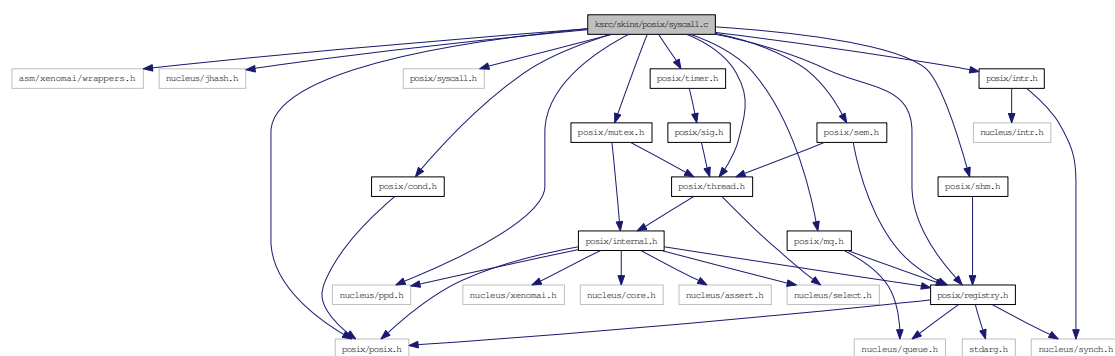 ksrc/skins/posix/syscall.c
asm/xenomai/wrappers.h
nucleus/jhash.h
posix/syscall.h
posix/timer.h
posix/intr.h
posix/mutex.h
posix/sig.h
posix/sem.h
nucleus/intr.h
posix/cond.h
posix/thread.h
posix/shm.h
posix/internal.h
posix/mq.h
nucleus/ppd.h
nucleus/xenomai.h
nucleus/core.h
nucleus/assert.h
nucleus/select.h
posix/registry.h
posix/posix.h
nucleus/queue.h
stdarg.h
nucleus/synch.h